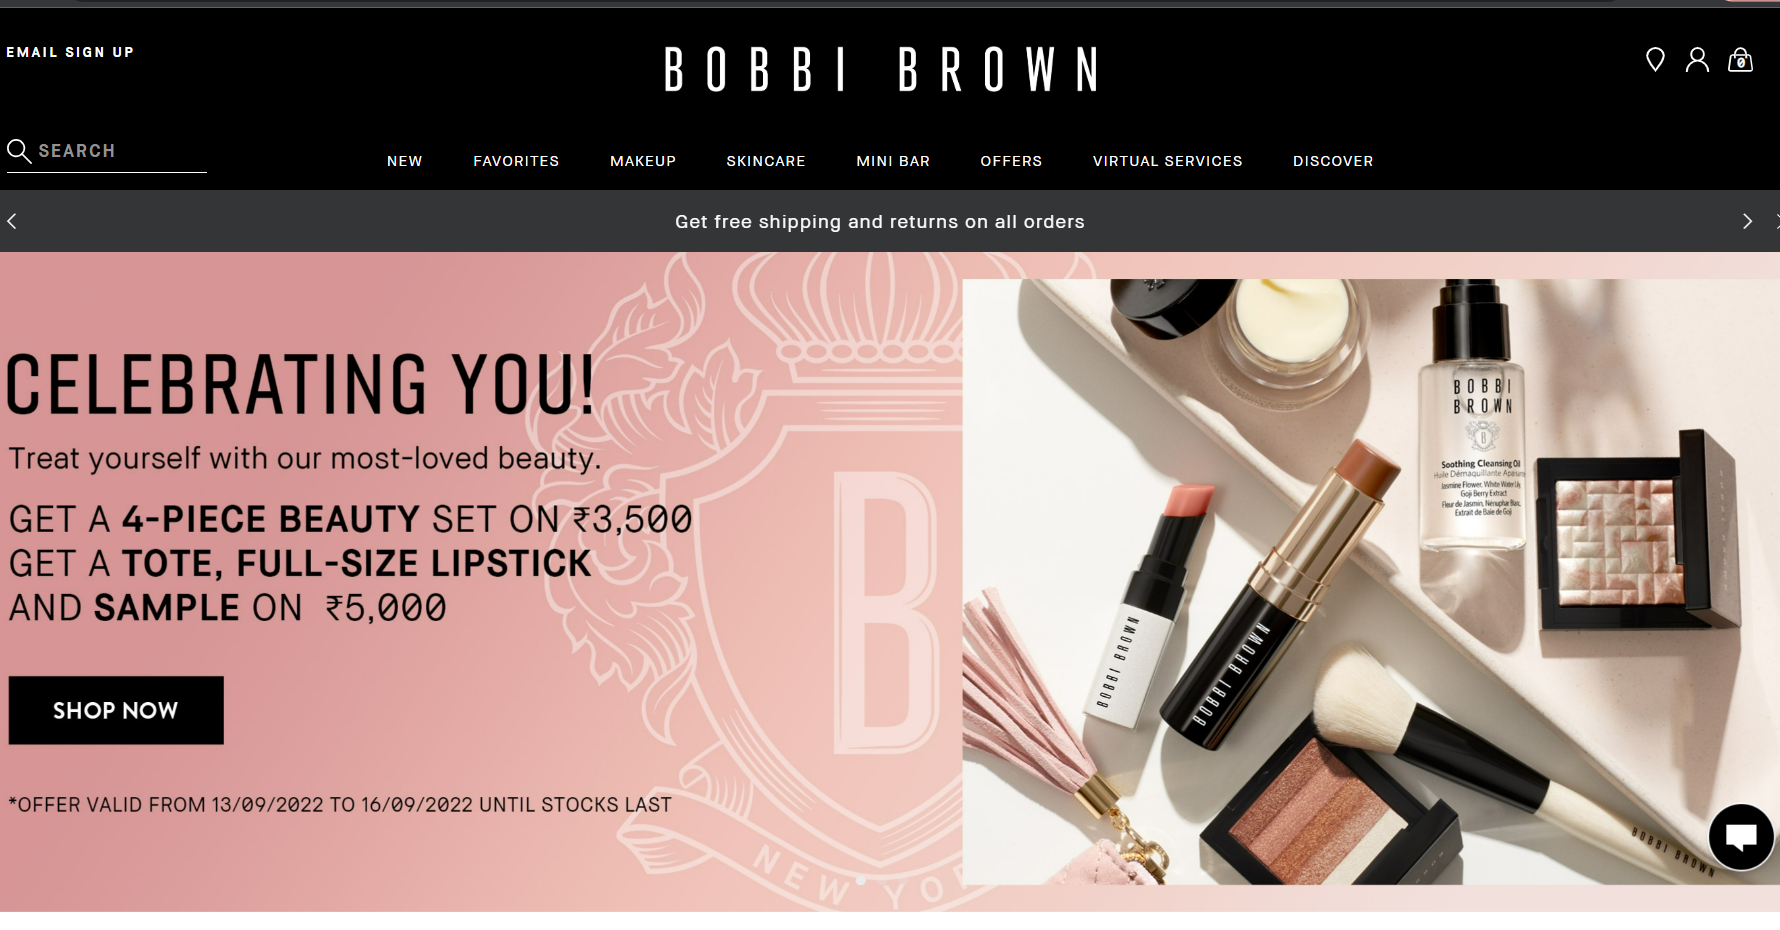 EMAIL SIGN UP
BOBBI BROWN
0
SEARCH
NEW FAVORITES MAKEUP SKINCARE MINI BAR OFFERS VIRTUAL SERVICES DISCOVER
Get free shipping and returns on all orders
CELEBRATING YOU!
Treat yourself with our most-loved beauty.
GET A 4-PIECE BEAUTY SET ON ₹3,500
GET A TOTE, FULL-SIZE LIPSTICK
AND SAMPLE ON ₹5,000
SHOP NOW
*OFFER VALID FROM 13/09/2022 TO 16/09/2022 UNTIL STOCKS LAST
B
NEW YO
BOBBI
BROWN
B
Soothing Cleansing Oil
Huile Démaquillante Apaisante
Jasmine Flower, White Water Lily,
Goji Berry Extract
Fleur de Jasmin, Nénuphar Blanc,
Extrait de Baie de Goji
BOBBI BROWN
BOBBI BROWN
BOBBI BROWN